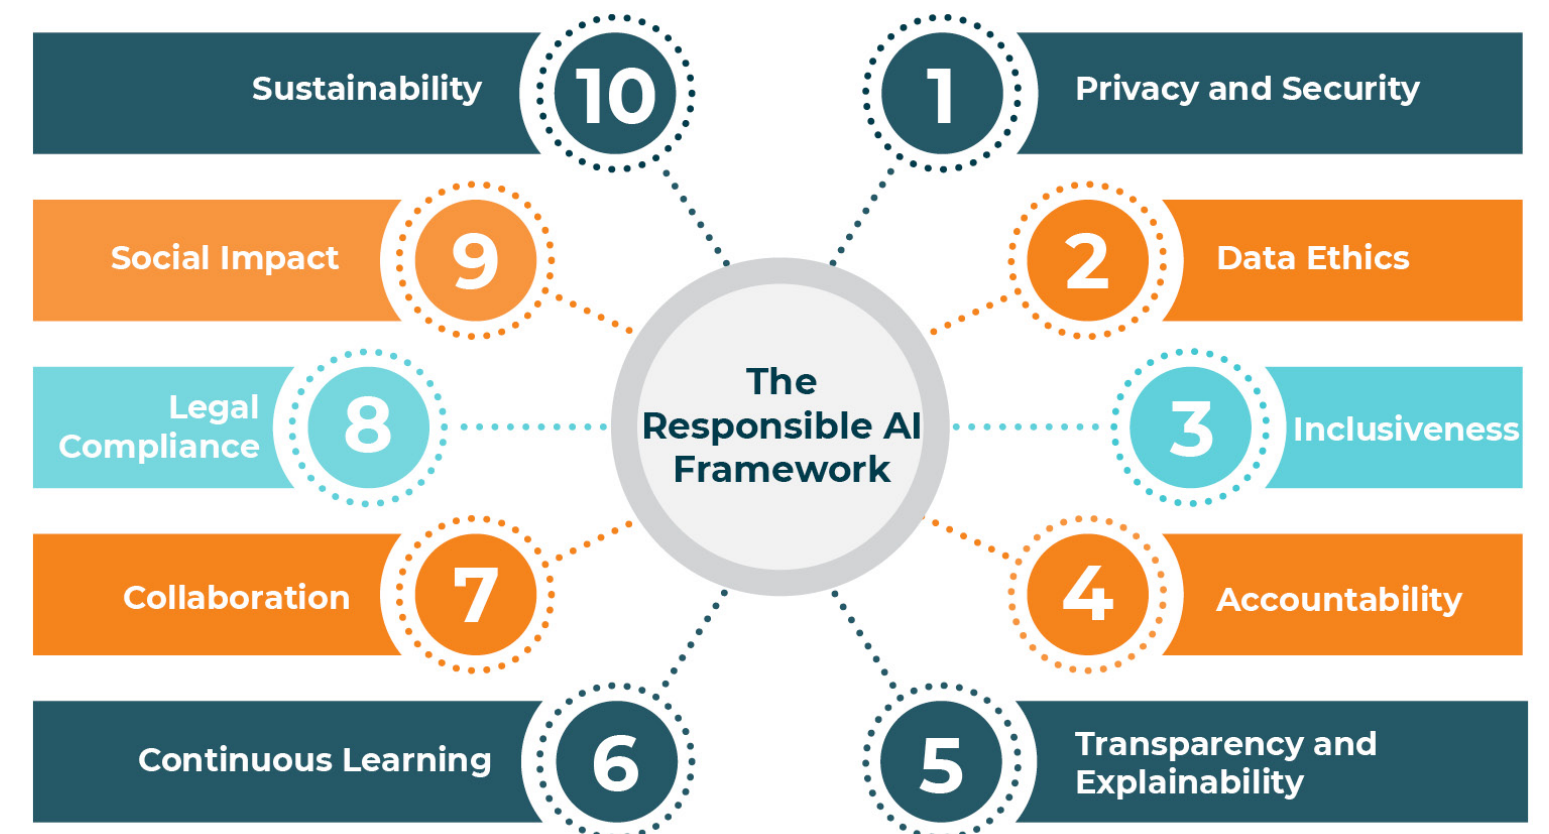 The
Responsible AI
Framework
1
Privacy and Security
2
Data Ethics
3
Inclusiveness
4
Accountability
5
Transparency and
Explainability
6
Continuous Learning
7
Collaboration
8
Legal
Compliance
9
Social Impact
10
Sustainability